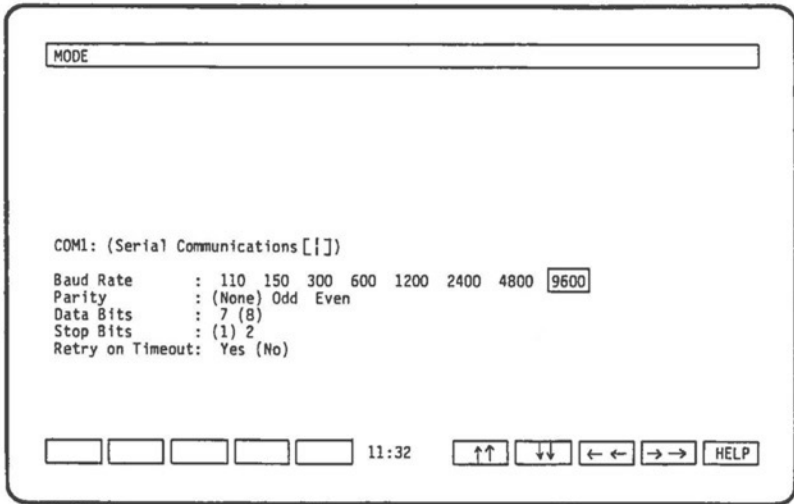 MODE
COM1: (Serial Communications[¦])
Baud Rate : 110 150 300 600 1200 2400 4800 9600
Parity : (None) Odd Even
Data Bits : 7 (8)
Stop Bits : (1) 2
Retry on Timeout: Yes (No)
11:32 ↑↑ ↓↓ ← ← → → HELP